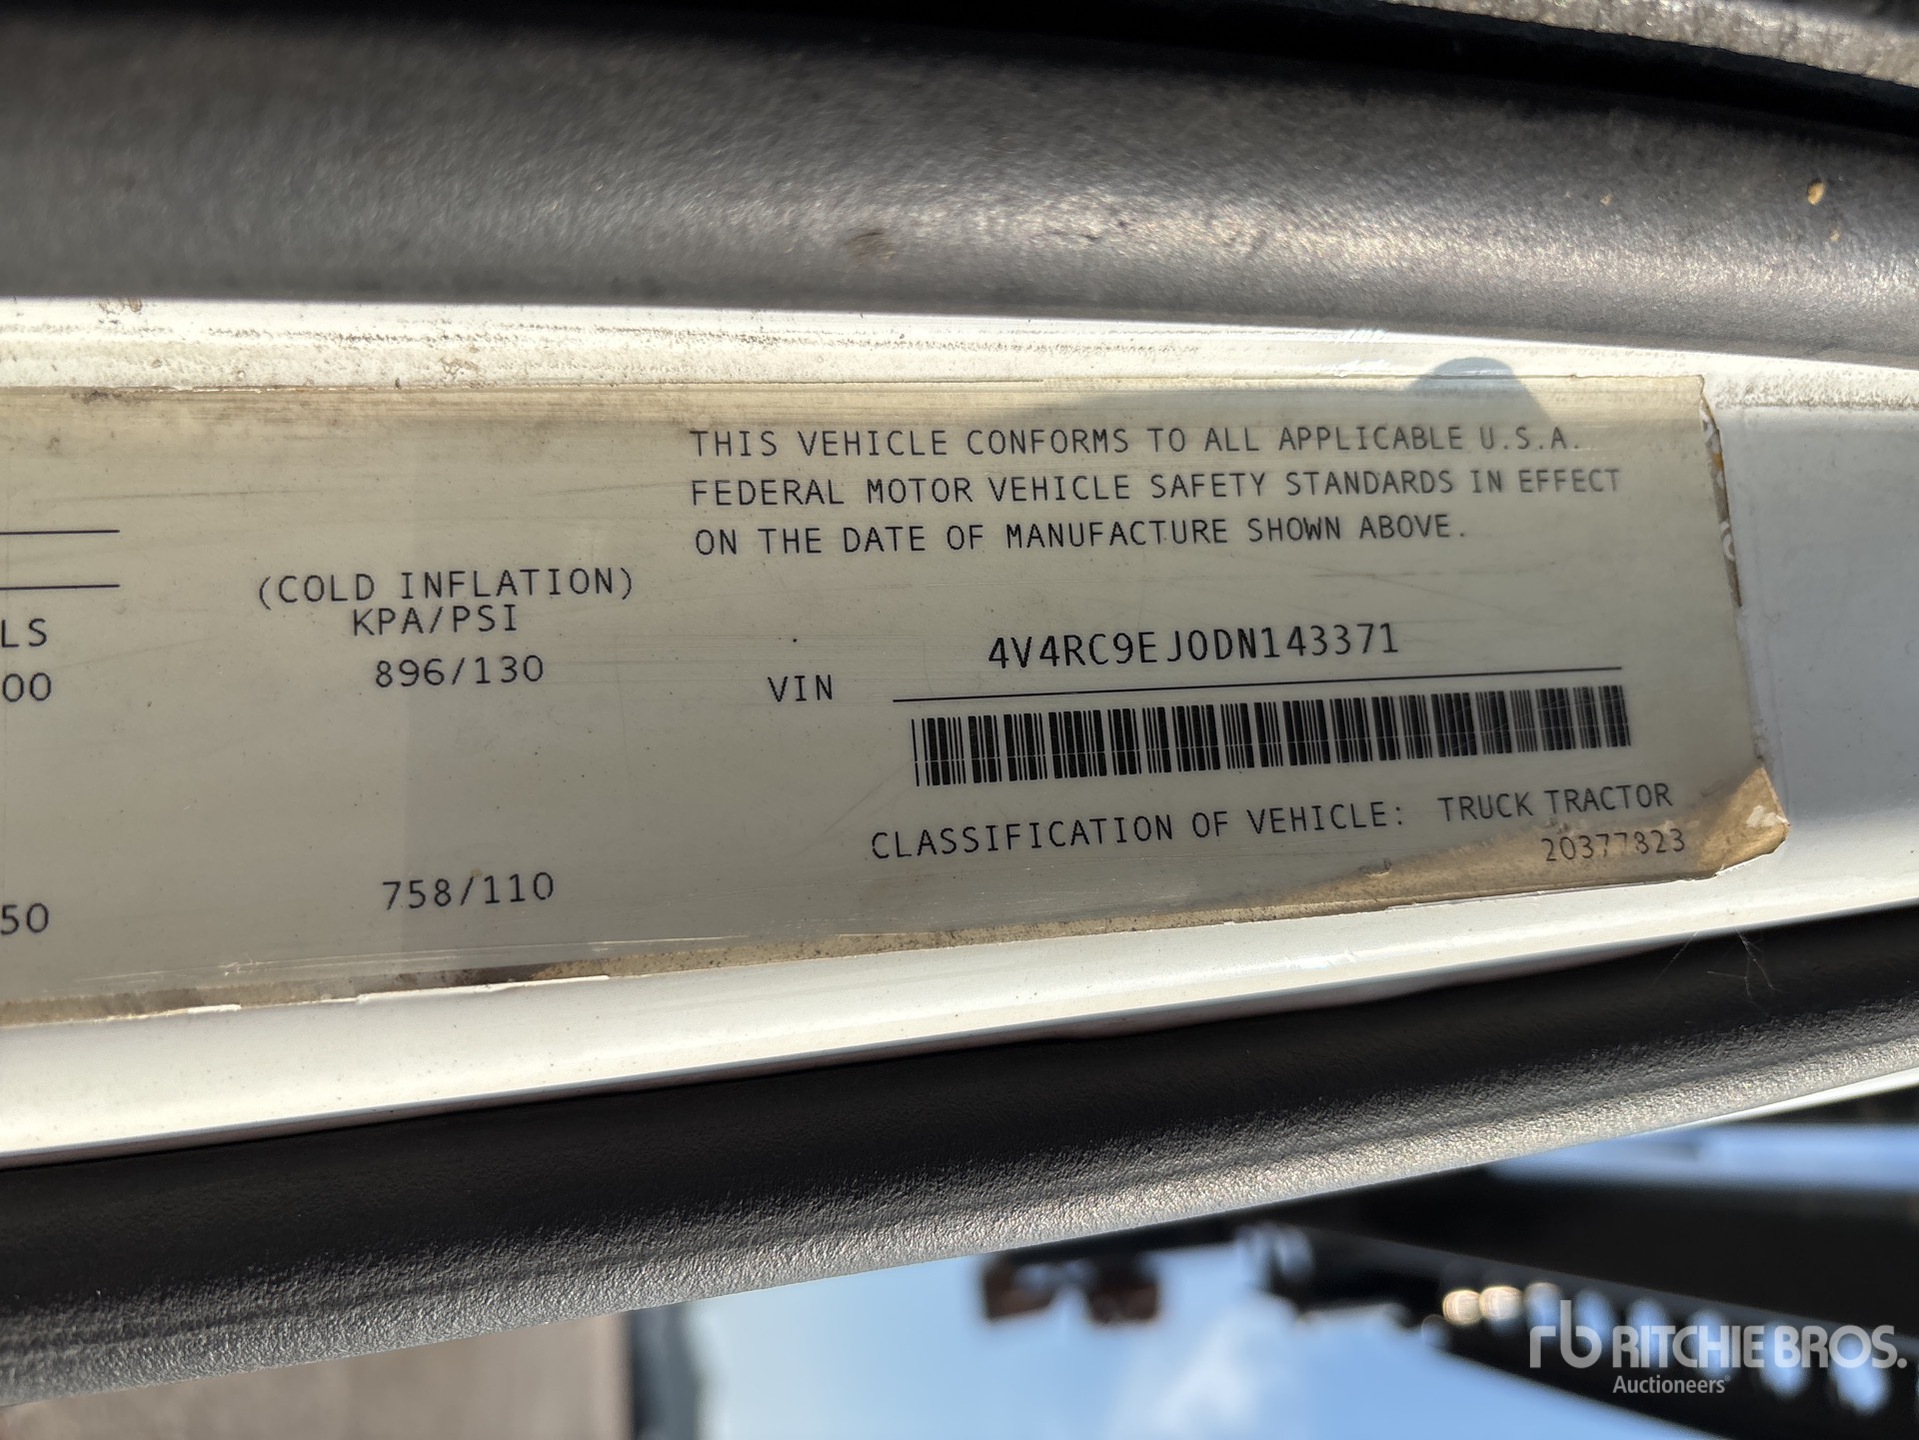 THIS VEHICLE CONFORMS TO ALL APPLICABLE U.S.A.
FEDERAL MOTOR VEHICLE SAFETY STANDARDS IN EFFECT
ON THE DATE OF MANUFACTURE SHOWN ABOVE.
(COLD INFLATION)
KPA/PSI
LS
00
896/130
50
758/110
VIN 4V4RC9EJ0DN143371
CLASSIFICATION OF VEHICLE: TRUCK TRACTOR
20377823
rb RITCHIE BROS.
Auctioneers